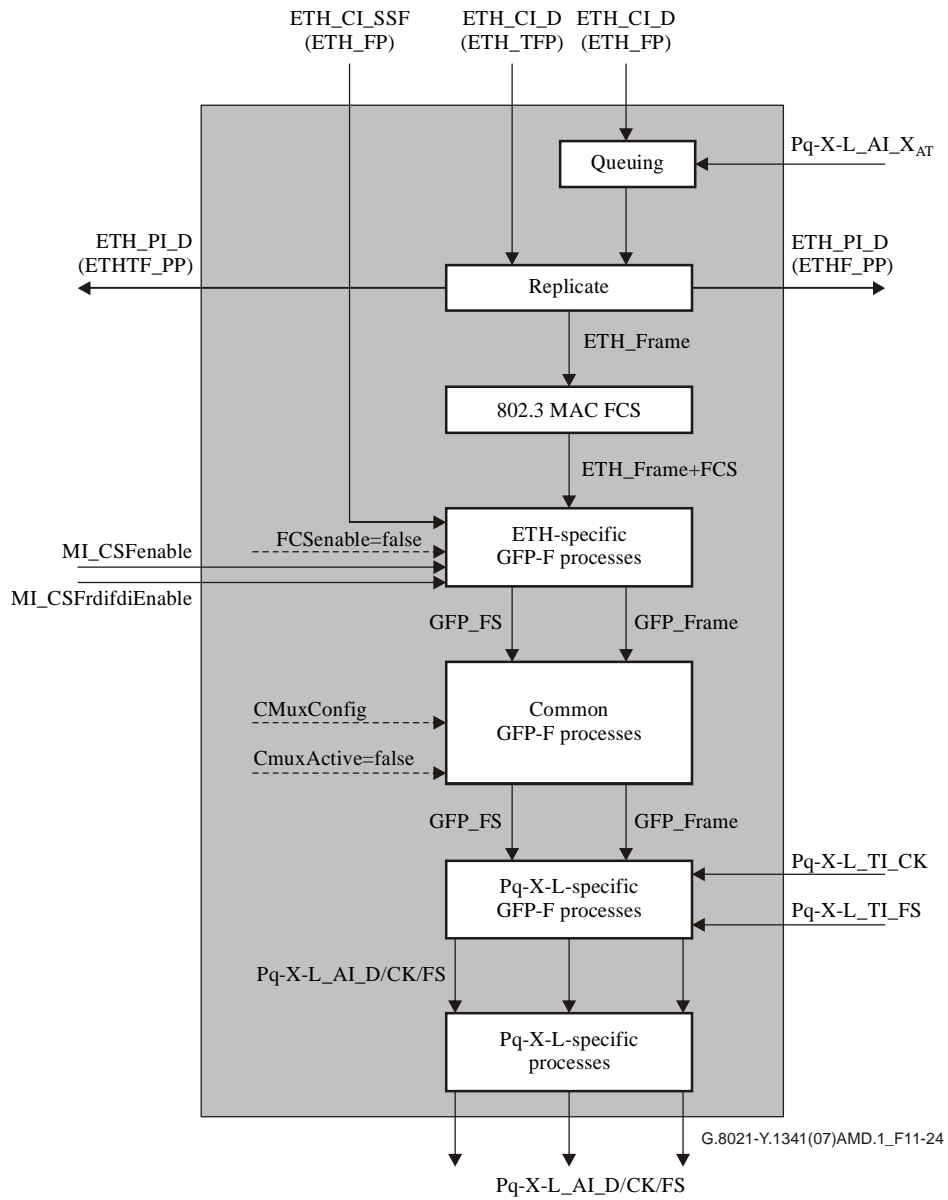 ETH_CI_SSF
(ETH_FP)
ETH_CI_D
(ETH_TFP)
ETH_CI_D
(ETH_FP)
Queuing
Pq-X-L_AI_X_AT
ETH_PI_D
(ETHTF_PP)
ETH_PI_D
(ETHF_PP)
Replicate
ETH_Frame
802.3 MAC FCS
ETH_Frame+FCS
FCSenable=false
ETH-specific
GFP-F processes
MI_CSFenable
MI_CSFrdifdiEnable
GFP_FS
GFP_Frame
CMuxConfig
Common
GFP-F processes
CmuxActive=false
GFP_FS
GFP_Frame
Pq-X-L_TI_CK
Pq-X-L-specific
GFP-F processes
Pq-X-L_TI_FS
Pq-X-L_AI_D/CK/FS
Pq-X-L-specific
processes
G.8021-Y.1341(07)AMD.1_F11-24
Pq-X-L_AI_D/CK/FS